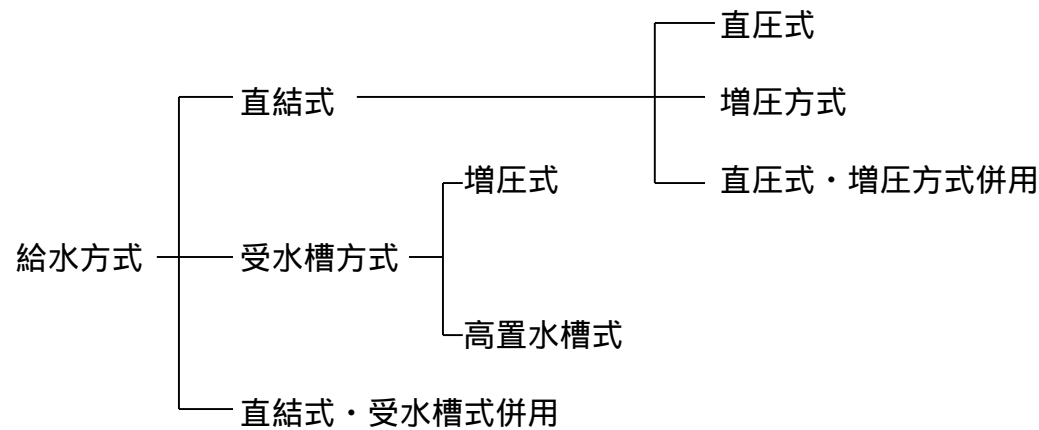 直圧式
直結式
増圧方式
増圧式
直圧式・増圧方式併用
給水方式
受水槽方式
高置水槽式
直結式・受水槽式併用